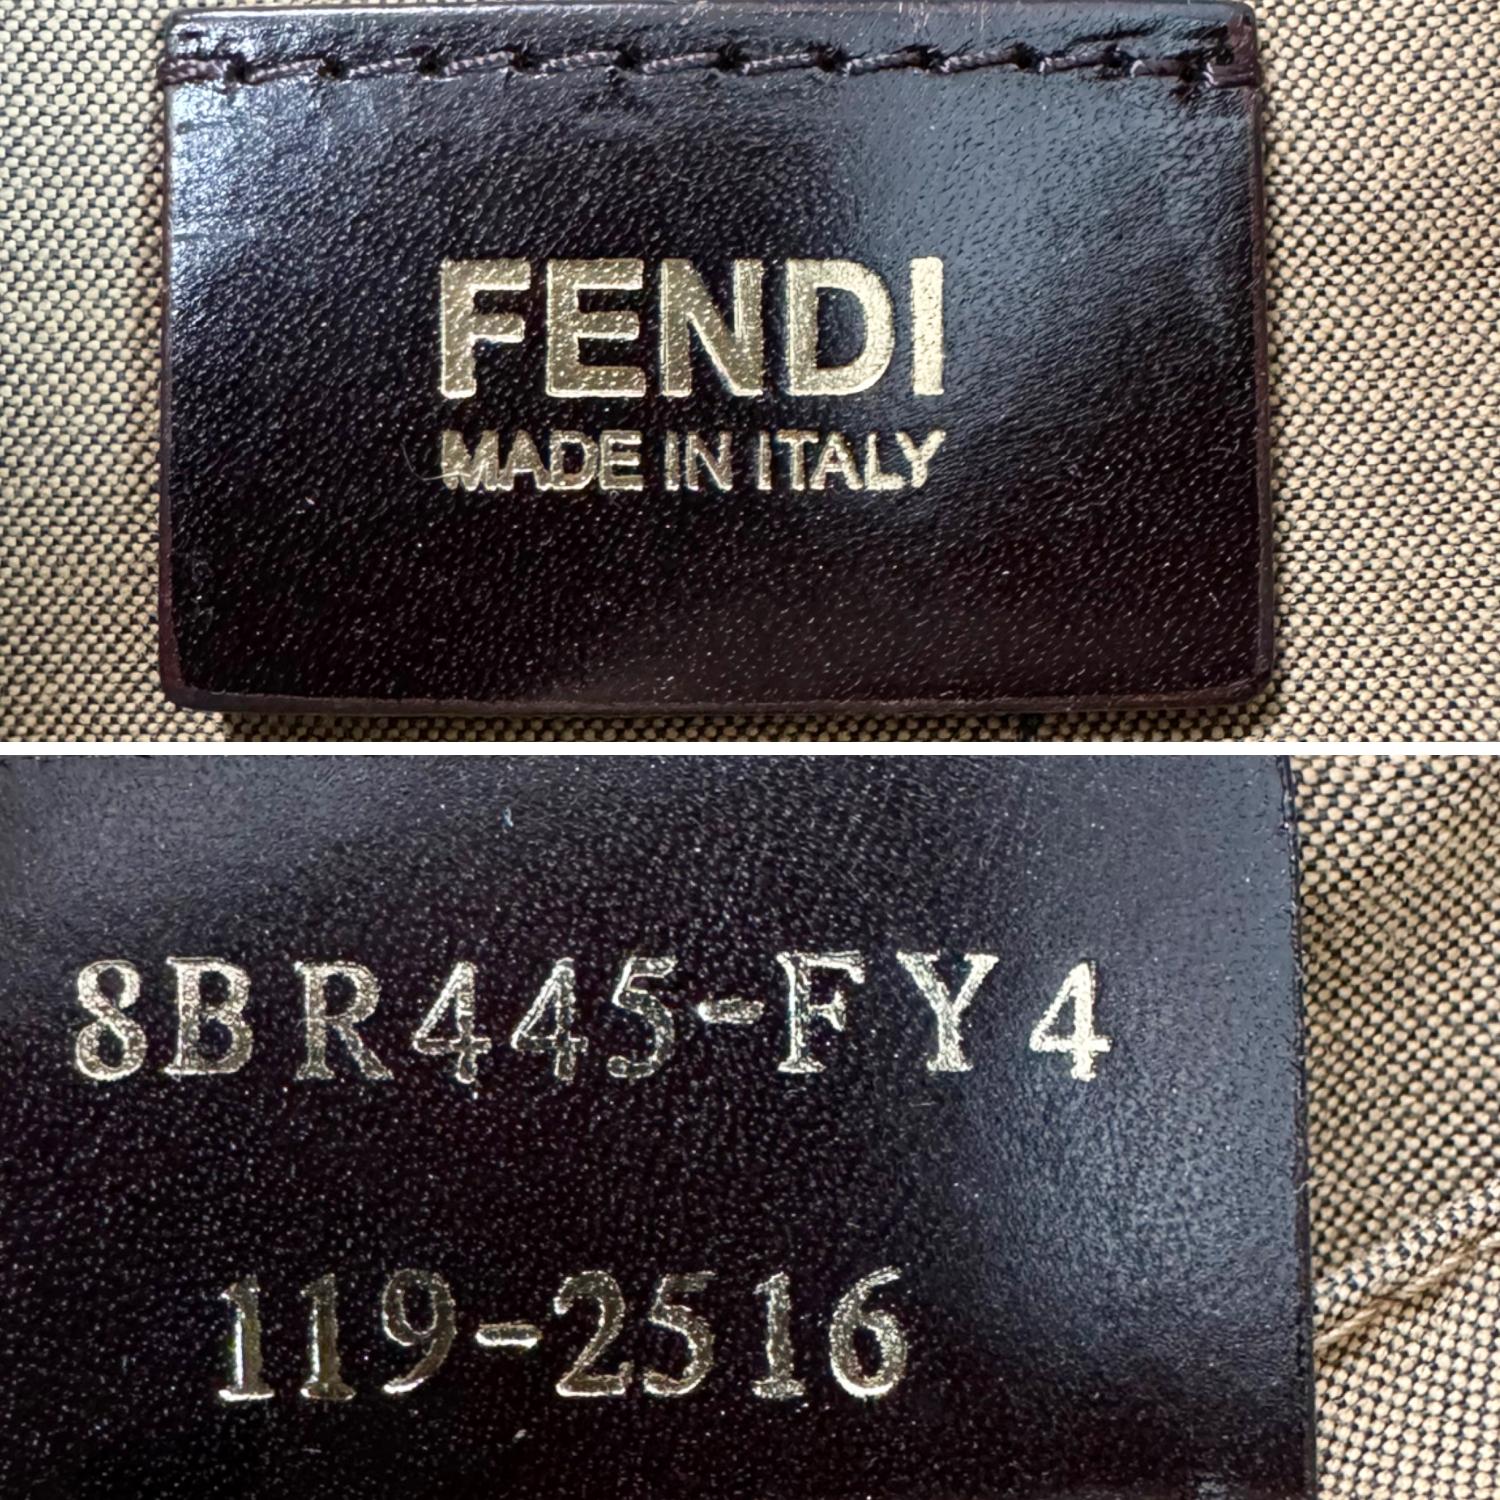 FENDI
MADE IN ITALY
8BR445-FY4
119-2516